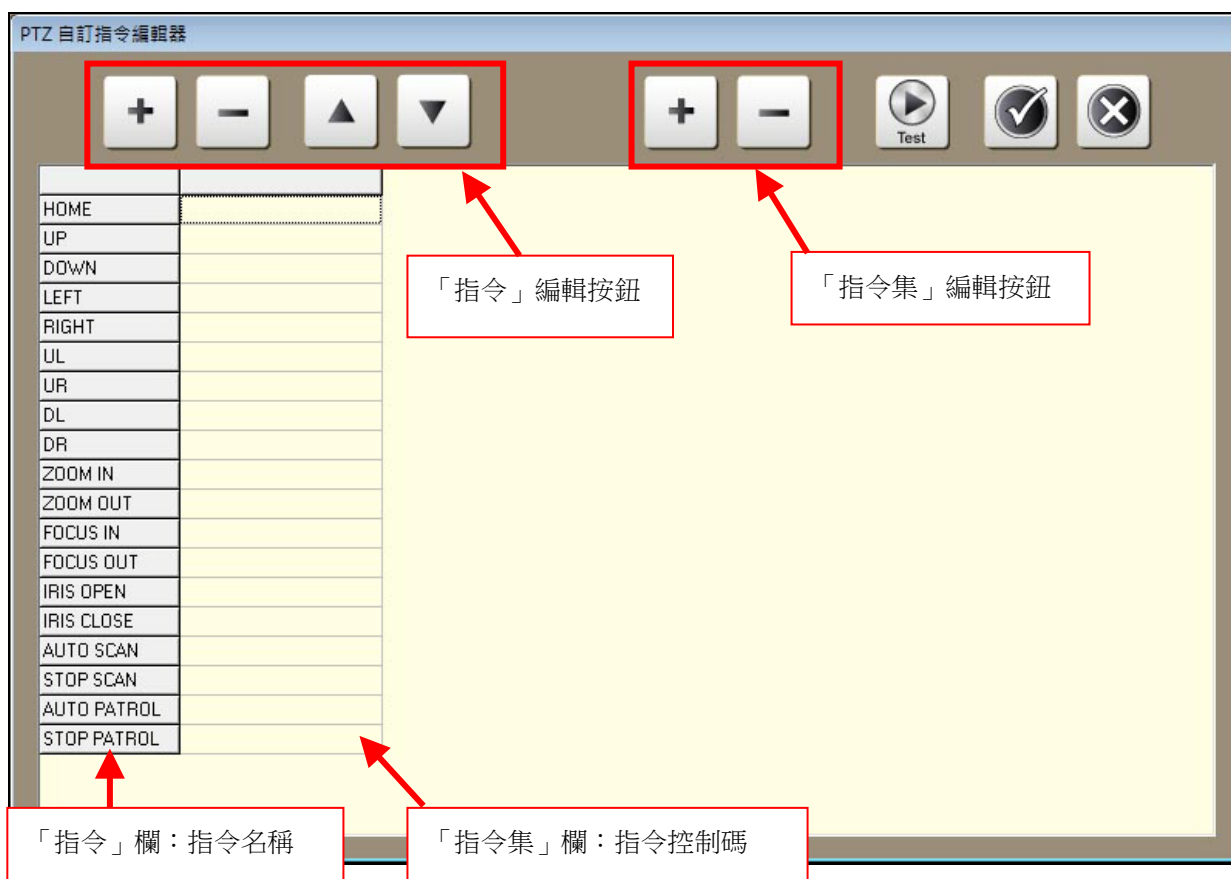 PTZ 自訂指令編輯器
Test
HOME
UP
DOWN
LEFT
RIGHT
UL
UR
DL
DR
ZOOM IN
ZOOM OUT
FOCUS IN
FOCUS OUT
IRIS OPEN
IRIS CLOSE
AUTO SCAN
STOP SCAN
AUTO PATROL
STOP PATROL
「指令」編輯按鈕
「指令集」編輯按鈕
「指令」欄：指令名稱
「指令集」欄：指令控制碼